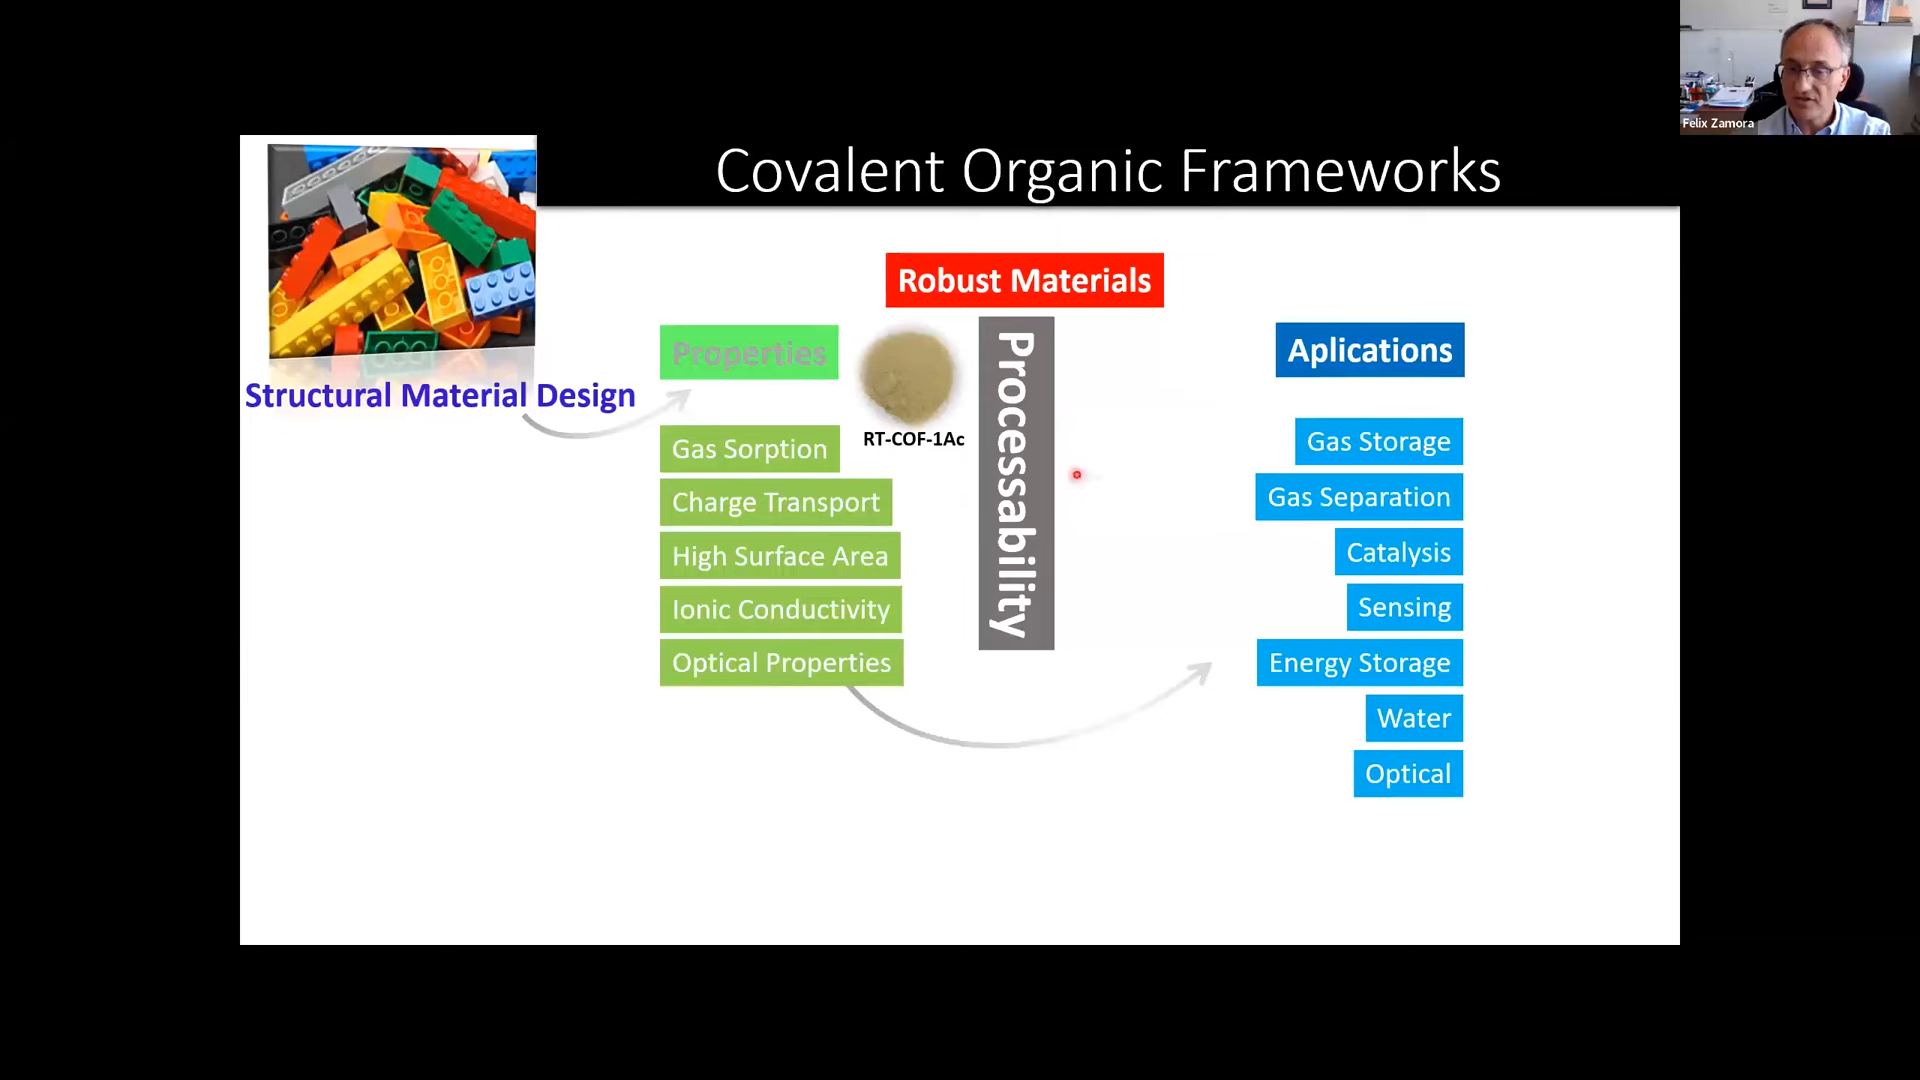 Felix Zamora
Covalent Organic Frameworks
Robust Materials
Structural Material Design
Properties
Gas Sorption
Charge Transport
High Surface Area
Ionic Conductivity
Optical Properties
RT-COF-1Ac
Processability
Aplications
Gas Storage
Gas Separation
Catalysis
Sensing
Energy Storage
Water
Optical